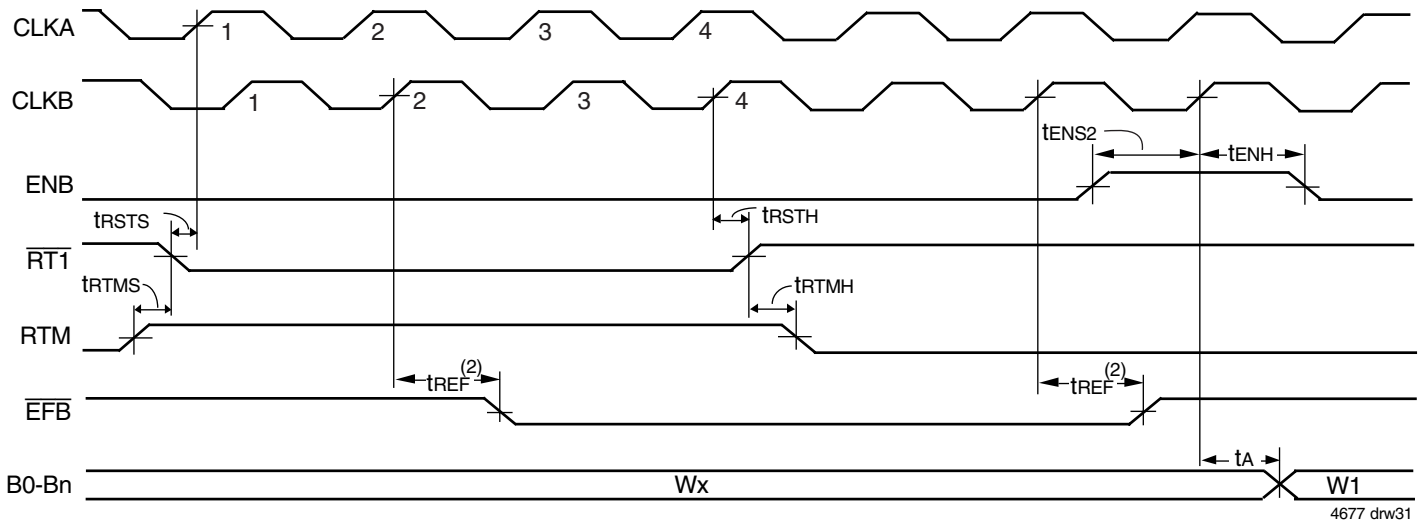 CLKA 1 2 3 4
CLKB 1 2 3 4
tENS2
tENH
ENB
tRSTS
tRSTH
RT1
tRTMS
tRTMH
RTM
tREF(2) tREF(2)
EFB
tA
B0-Bn Wx W1
4677 drw31